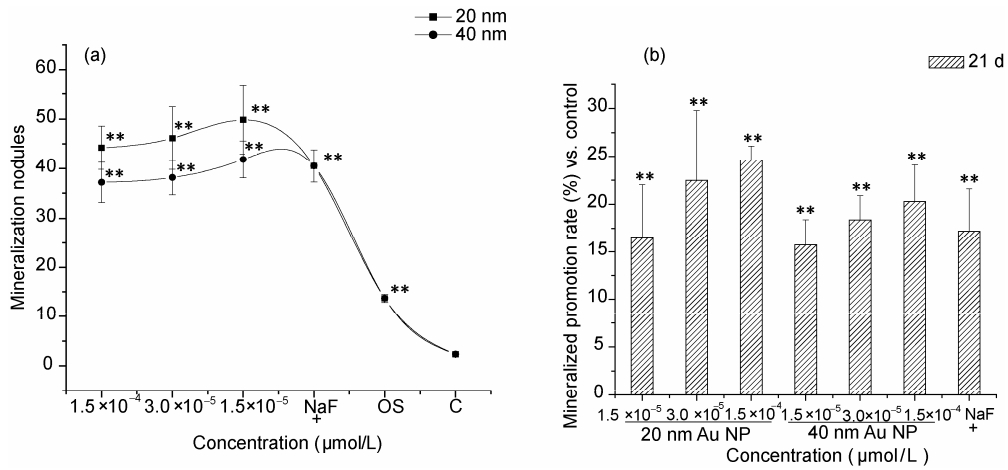 20 nm
40 nm
(a)
Mineralization nodules
60
50
40
30
20
10
0
**
**
**
**
**
**
**
**
1.5×10⁻⁴ 3.0×10⁻⁵ 1.5×10⁻⁵ NaF OS C
+
Concentration (μmol/L)
(b)
21 d
Mineralized promotion rate (%) vs. control
30
25
20
15
10
5
0
**
**
**
**
**
**
**
1.5 ×10⁻⁵ 3.0×10⁻⁵ 1.5×10⁻⁴ 1.5×10⁻⁵ 3.0×10⁻⁵ 1.5×10⁻⁴ NaF
+
20 nm Au NP 40 nm Au NP
Concentration (μmol/L)